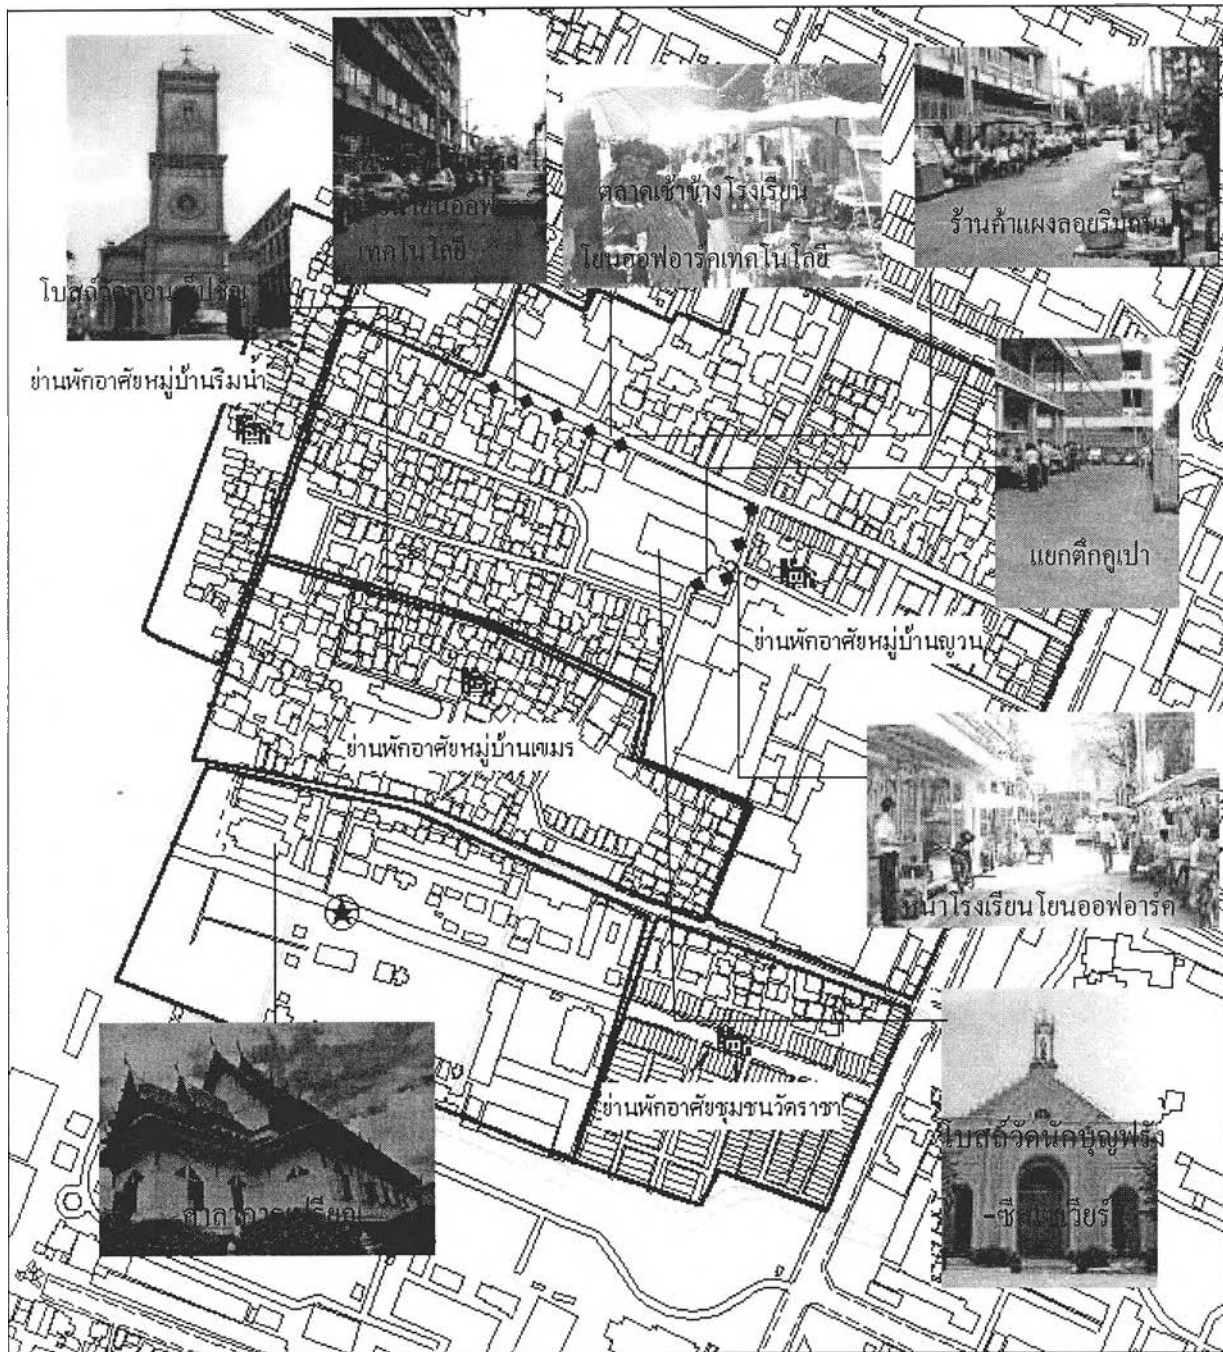 ตลาดเช้าข้างโรงเรียน
โยนออฟอาร์คเทคโนโลยี
เทคโนโลยี
ร้านค้าแผงลอยริมถนน
โบสถ์วัดคอนเซ็ปชัญ
ย่านพักอาศัยหมู่บ้านริมน้ำ
แยกตึกคูเปา
ย่านพักอาศัยหมู่บ้านญวน
ย่านพักอาศัยหมู่บ้านเขมร
หน้าโรงเรียนโยนออฟอาร์ค
ย่านพักอาศัยชุมชนวัดราชา
โบสถ์วัดนักบุญฟรัง
ศาลาการเปรียญ